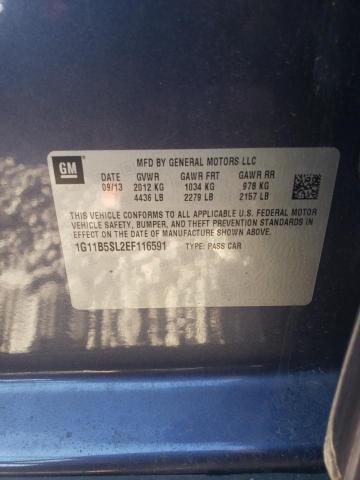 GM
MFD BY GENERAL MOTORS LLC
DATE GVWR GAWR FRT GAWR RR
09/13 2012 KG 1034 KG 978 KG
4436 LB 2279 LB 2157 LB
THIS VEHICLE CONFORMS TO ALL APPLICABLE U.S. FEDERAL MOTOR
VEHICLE SAFETY, BUMPER, AND THEFT PREVENTION STANDARDS
IN EFFECT ON THE DATE OF MANUFACTURE SHOWN ABOVE.
1G11B5SL2EF116591 TYPE: PASS CAR